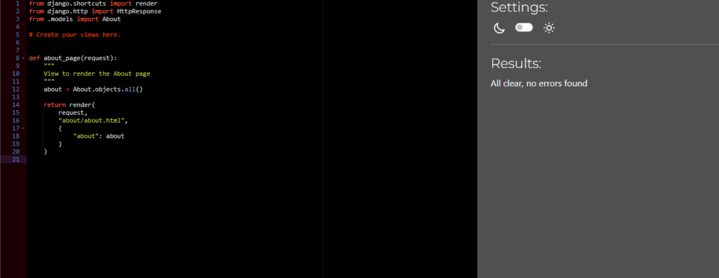 1 from django.shortcuts import render
2 from django.http import HttpResponse
3 from .models import About
4
5 # Create your views here.
6
7
8 def about_page(request):
9 """
10 View to render the About page
11 """
12 about = About.objects.all()
13
14 return render(
15 request,
16 "about/about.html",
17 {
18 "about": about
19 }
20 )
21
Settings:
Results:
All clear, no errors found